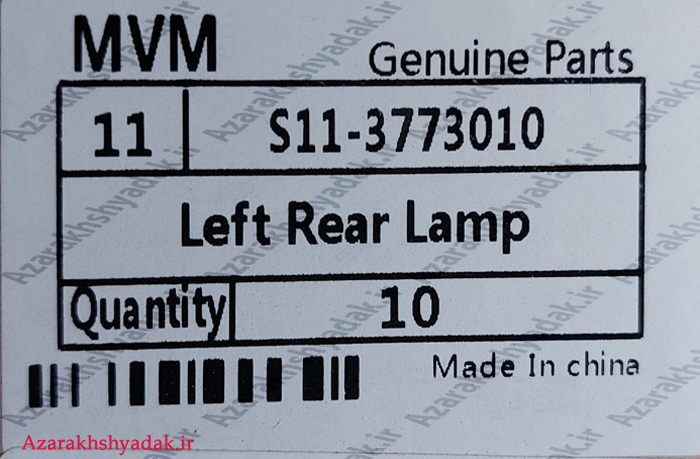 MVM Genuine Parts
11 S11-3773010
Left Rear Lamp
Quantity 10
Made In china
Azarakhshyadak.ir